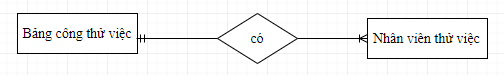 Bảng công thử việc
có
Nhân viên thử việc